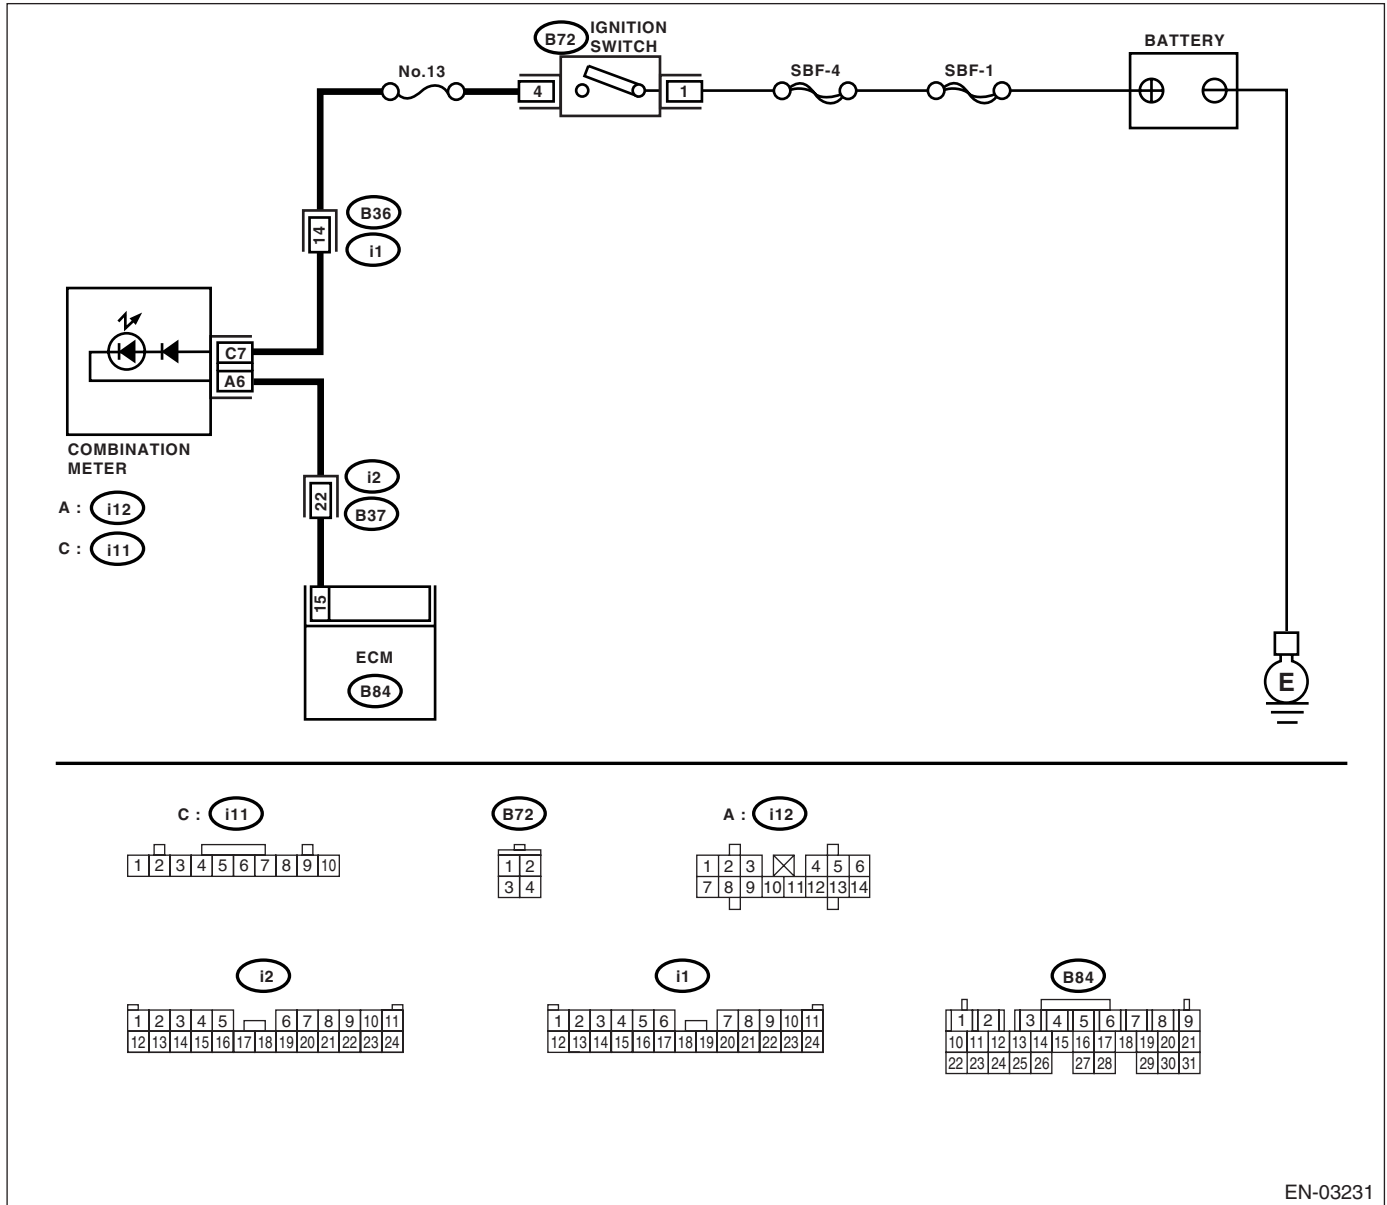 B72 IGNITION
SWITCH
BATTERY
No.13
SBF-4
SBF-1
4
1
14
B36
i1
C7
A6
COMBINATION
METER
A : i12
C : i11
22
i2
B37
15
ECM
B84
E
C : i11
1 2 3 4 5 6 7 8 9 10
B72
1 2
3 4
A : i12
1 2 3 4 5 6
7 8 9 10 11 12 13 14
i2
1 2 3 4 5 6 7 8 9 10 11
12 13 14 15 16 17 18 19 20 21 22 23 24
i1
1 2 3 4 5 6 7 8 9 10 11
12 13 14 15 16 17 18 19 20 21 22 23 24
B84
1 2 3 4 5 6 7 8 9
10 11 12 13 14 15 16 17 18 19 20 21
22 23 24 25 26 27 28 29 30 31
EN-03231